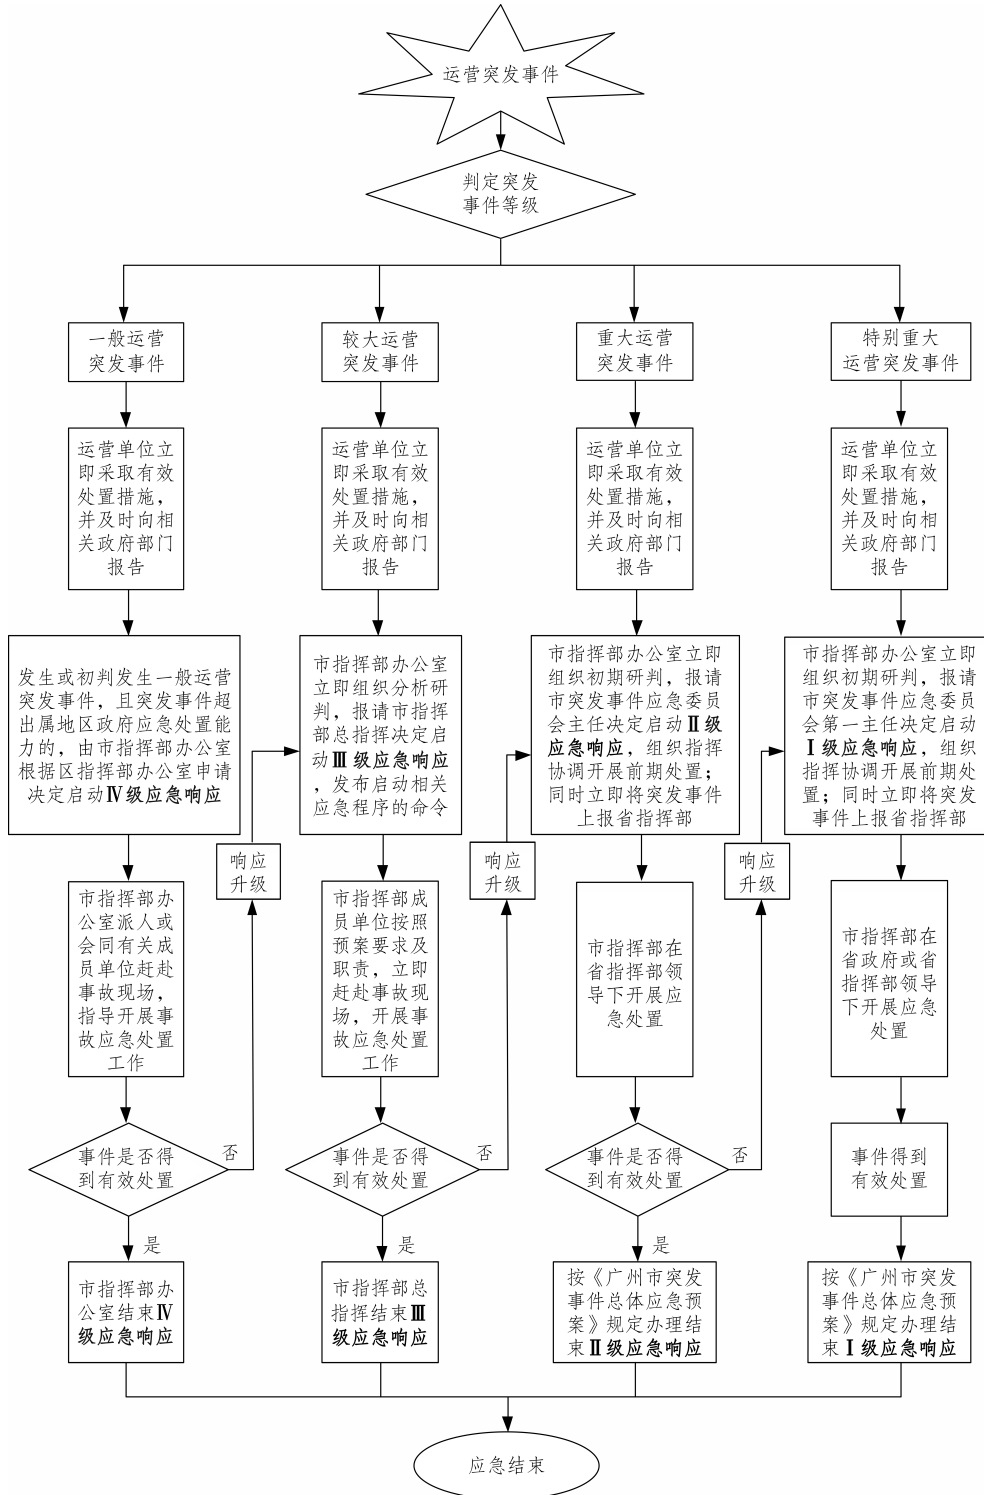 运营突发事件
判定突发
事件等级
一般运营
突发事件
较大运营
突发事件
重大运营
突发事件
特别重大
运营突发事件
运营单位立
即采取有效
处置措施，
并及时向相
关政府部门
报告
运营单位立
即采取有效
处置措施，
并及时向相
关政府部门
报告
运营单位立
即采取有效
处置措施，
并及时向相
关政府部门
报告
运营单位立
即采取有效
处置措施，
并及时向相
关政府部门
报告
发生或初判发生一般运营
突发事件，且突发事件超
出属地区政府应急处置能
力的，由市指挥部办公室
根据区指挥部办公室申请
决定启动Ⅳ级应急响应
市指挥部办公室
立即组织分析研
判，报请市指挥
部总指挥决定启
动Ⅲ级应急响应
，发布启动相关
应急程序的命令
市指挥部办公室立即
组织初期研判，报请
市突发事件应急委员
会主任决定启动Ⅱ级
应急响应，组织指挥
协调开展前期处置；
同时立即将突发事件
上报省指挥部
市指挥部办公室立即
组织初期研判，报请
市突发事件应急委员
会第一主任决定启动
Ⅰ级应急响应，组织
指挥协调开展前期处
置；同时立即将突发
事件上报省指挥部
响应
升级
响应
升级
响应
升级
市指挥部办
公室派人或
会同有关成
员单位赶赴
事故现场，
指导开展事
故应急处置
工作
市指挥部成
员单位按照
预案要求及
职责，立即
赶赴事故现
场，开展事
故应急处置
工作
市指挥部在
省指挥部领
导下开展应
急处置
市指挥部在
省政府或省
指挥部领导
下开展应急
处置
事件是否得
到有效处置
否
事件是否得
到有效处置
否
事件是否得
到有效处置
否
事件得到
有效处置
是
是
是
市指挥部办
公室结束Ⅳ
级应急响应
市指挥部总
指挥结束Ⅲ
级应急响应
按《广州市突发
事件总体应急预
案》规定办理结
束Ⅱ级应急响应
按《广州市突发
事件总体应急预
案》规定办理结
束Ⅰ级应急响应
应急结束